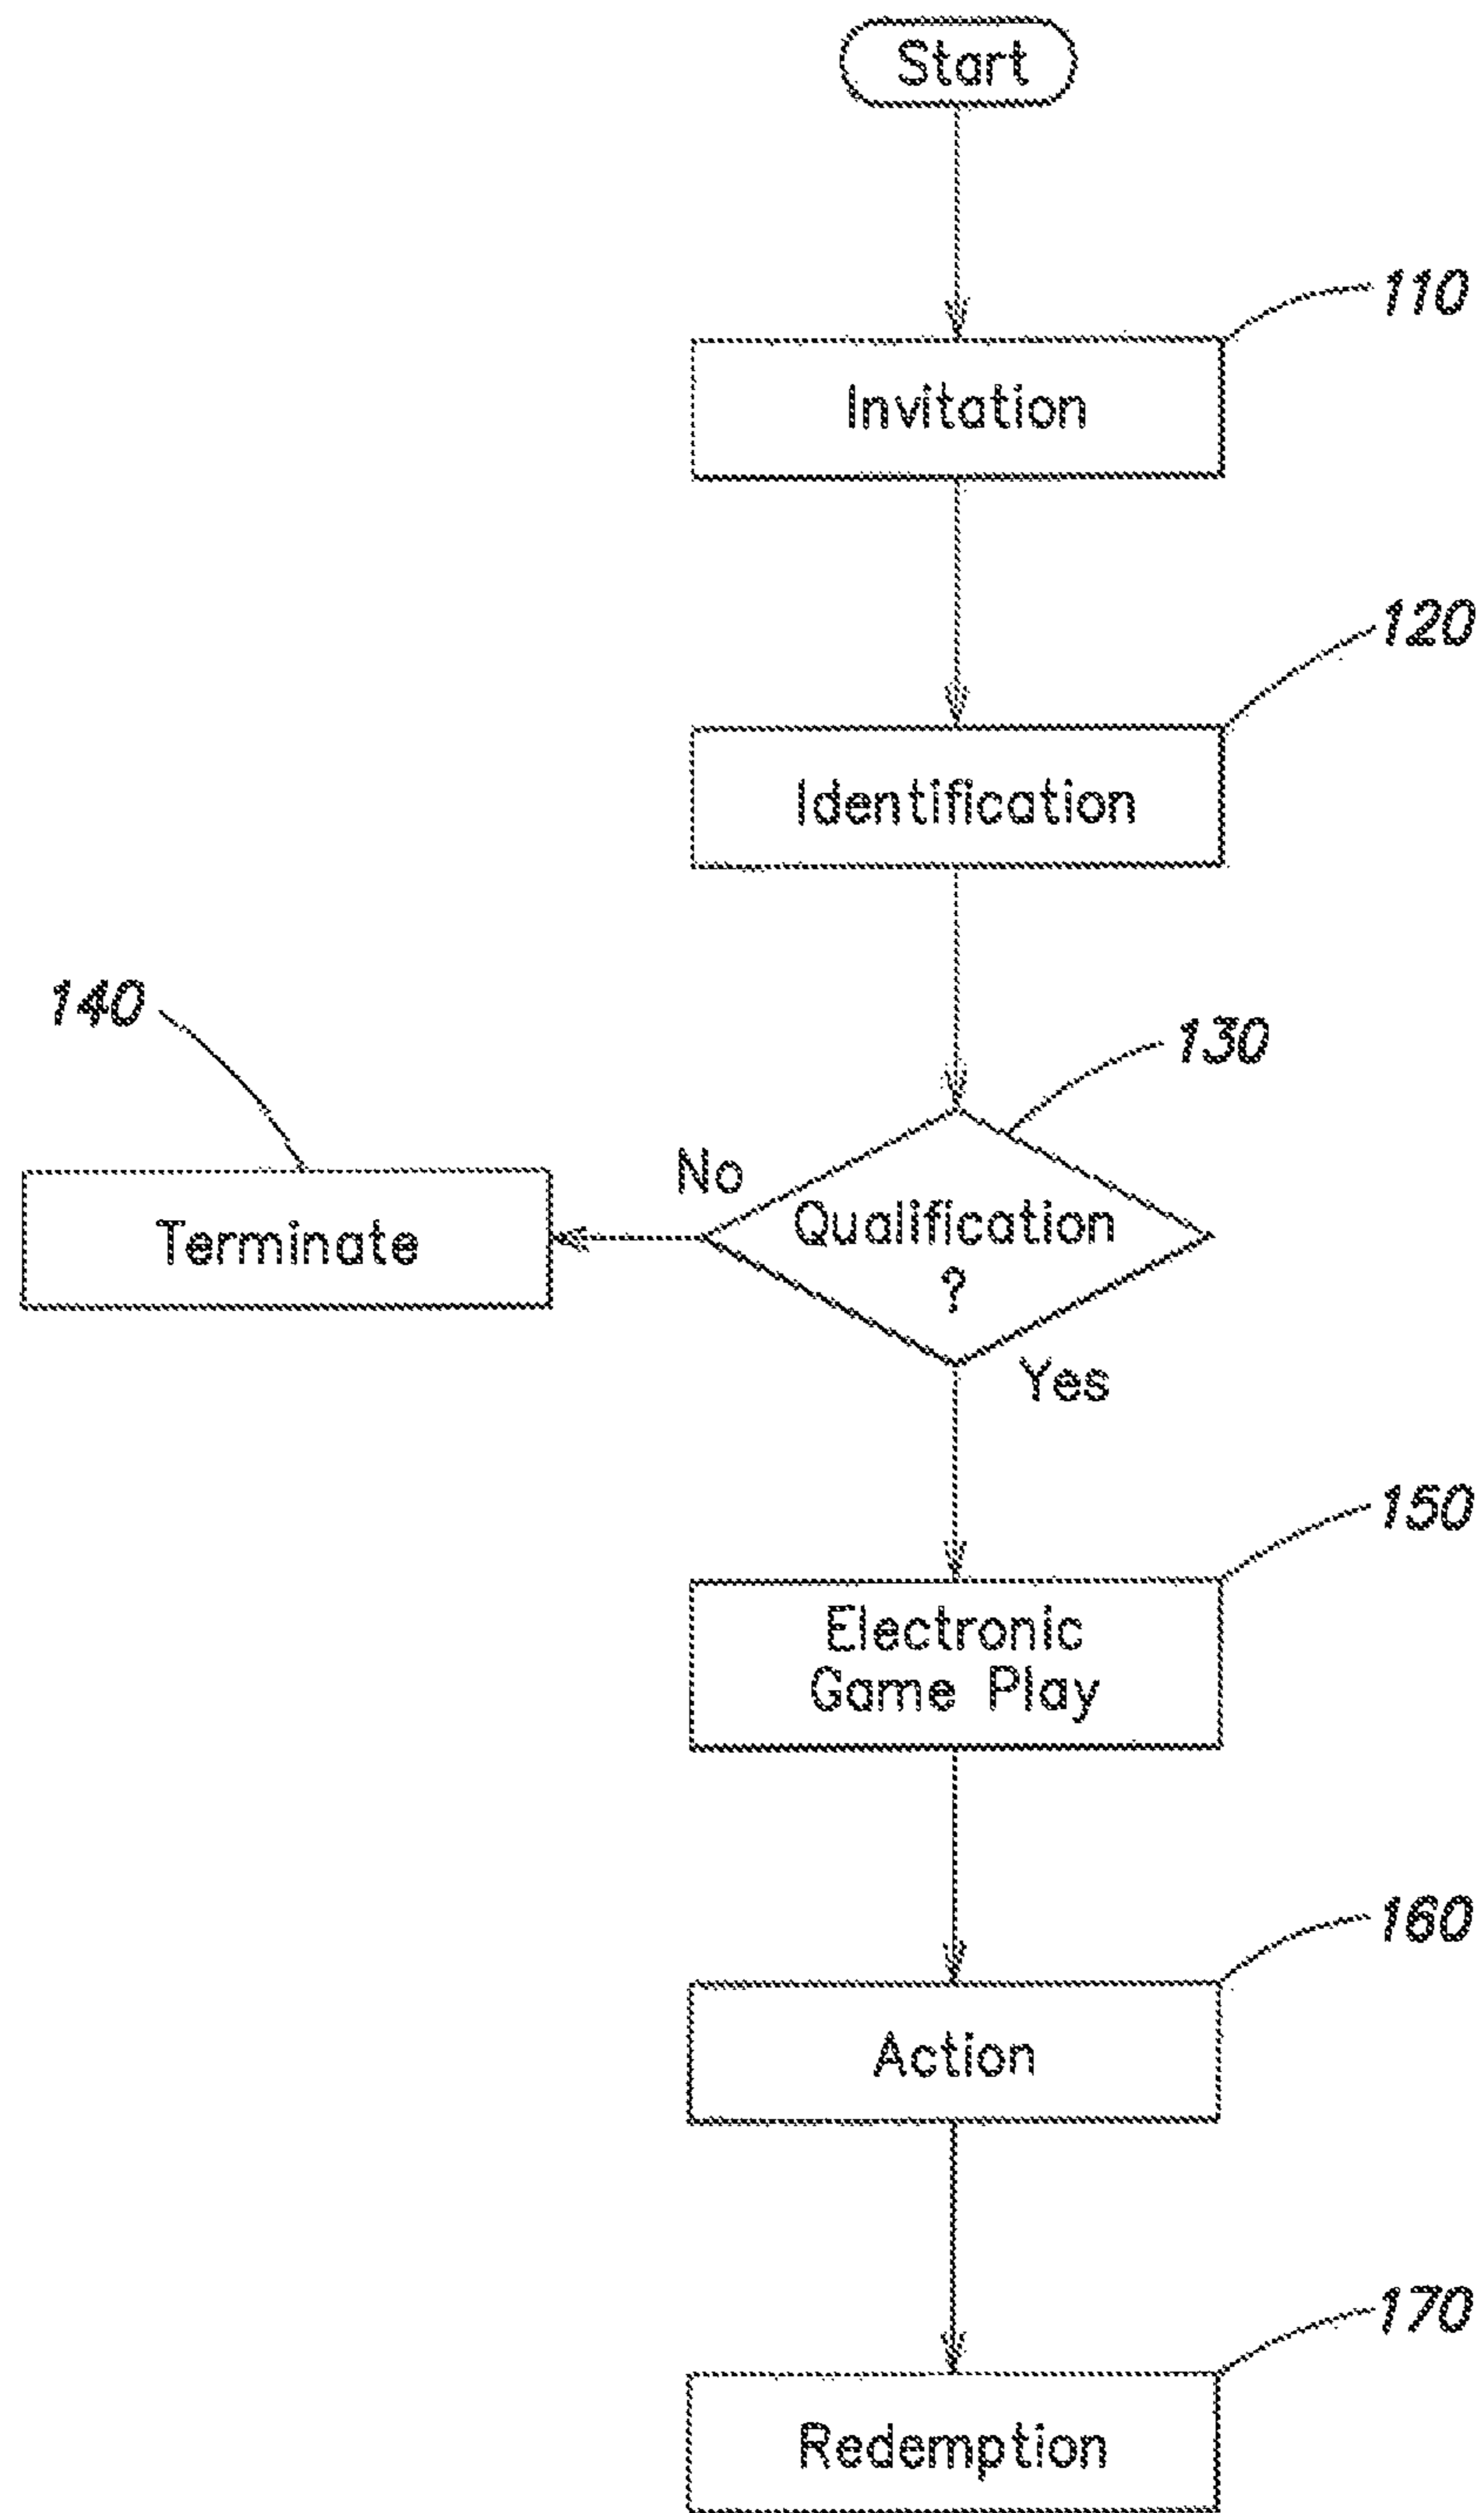 Start
110
Invitation
120
Identification
140
130
No
Qualification
?
Terminate
Yes
150
Electronic
Game Play
160
Action
170
Redemption